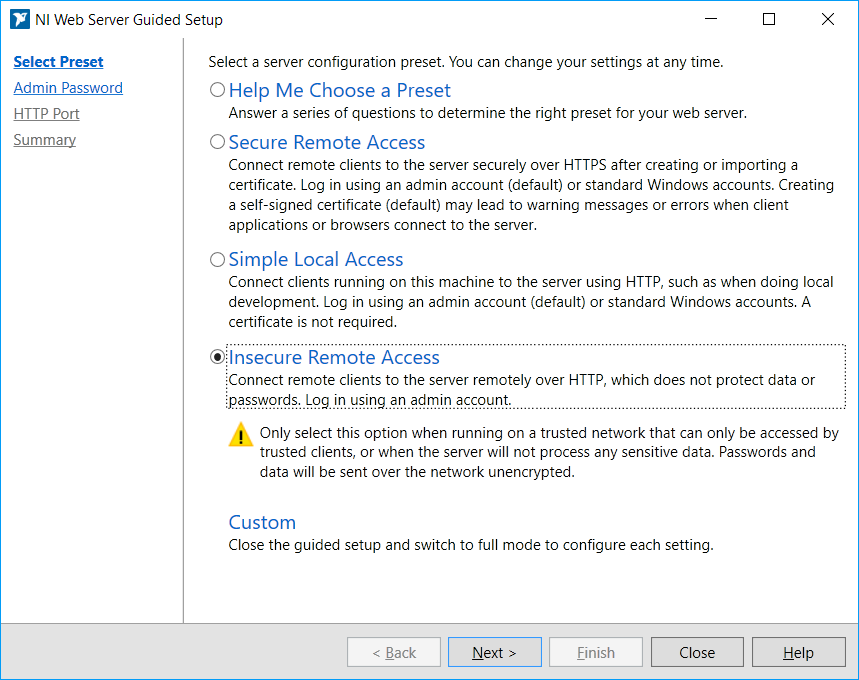 NI Web Server Guided Setup
Select Preset
Admin Password
HTTP Port
Summary
Select a server configuration preset. You can change your settings at any time.
Help Me Choose a Preset
Answer a series of questions to determine the right preset for your web server.
Secure Remote Access
Connect remote clients to the server securely over HTTPS after creating or importing a
certificate. Log in using an admin account (default) or standard Windows accounts. Creating
a self-signed certificate (default) may lead to warning messages or errors when client
applications or browsers connect to the server.
Simple Local Access
Connect clients running on this machine to the server using HTTP, such as when doing local
development. Log in using an admin account (default) or standard Windows accounts. A
certificate is not required.
Insecure Remote Access
Connect remote clients to the server remotely over HTTP, which does not protect data or
passwords. Log in using an admin account.
Only select this option when running on a trusted network that can only be accessed by
trusted clients, or when the server will not process any sensitive data. Passwords and
data will be sent over the network unencrypted.
Custom
Close the guided setup and switch to full mode to configure each setting.
< Back
Next >
Finish
Close
Help